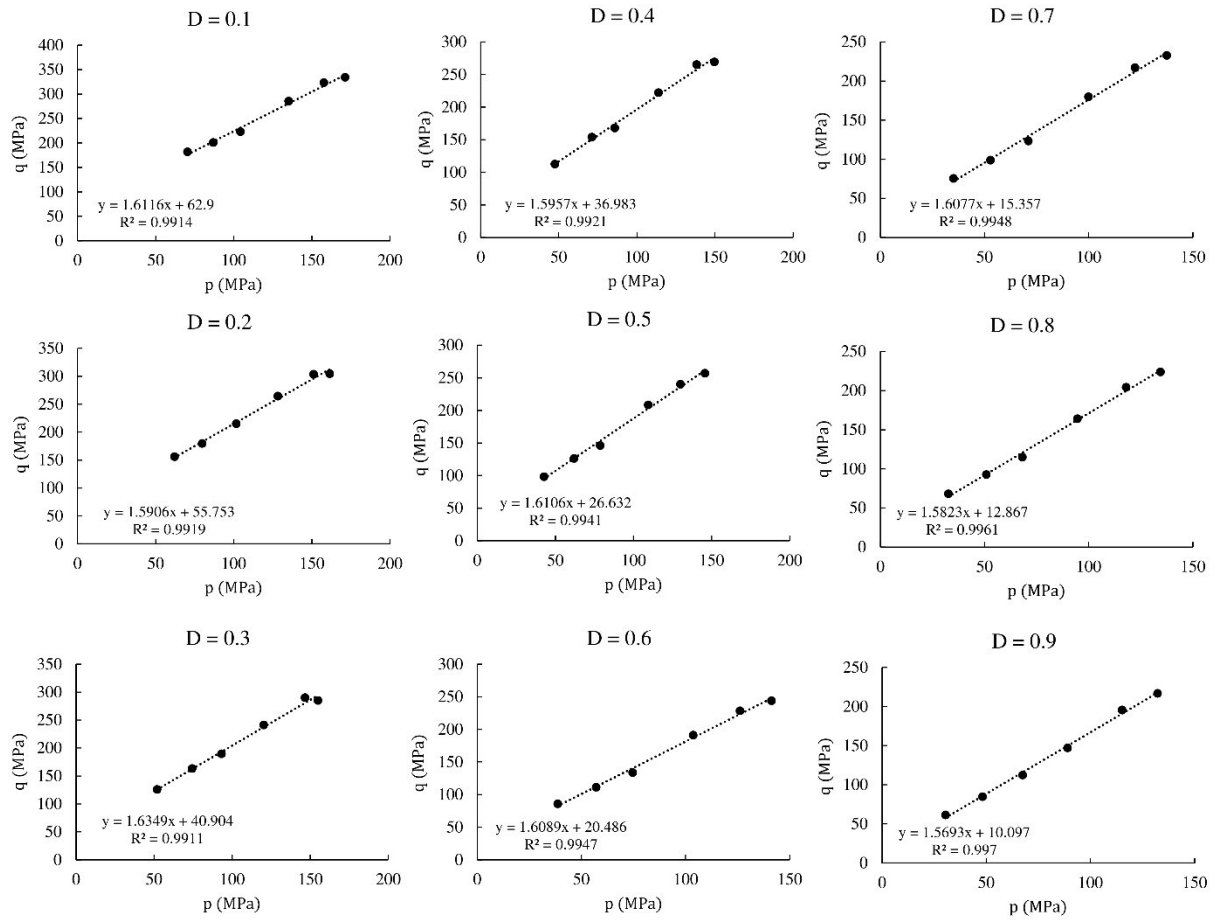 D = 0.1
400
350
300
250
200
150
100
50
0
q (MPa)
y = 1.6116x + 62.9
R² = 0.9914
0 50 100 150 200
p (MPa)
D = 0.4
300
250
200
150
100
50
0
q (MPa)
y = 1.5957x + 36.983
R² = 0.9921
0 50 100 150 200
p (MPa)
D = 0.7
250
200
150
100
50
0
q (MPa)
y = 1.6077x + 15.357
R² = 0.9948
0 50 100 150
p (MPa)
D = 0.2
350
300
250
200
150
100
50
0
q (MPa)
y = 1.5906x + 55.753
R² = 0.9919
0 50 100 150 200
p (MPa)
D = 0.5
300
250
200
150
100
50
0
q (MPa)
y = 1.6106x + 26.632
R² = 0.9941
0 50 100 150 200
p (MPa)
D = 0.8
250
200
150
100
50
0
q (MPa)
y = 1.5823x + 12.867
R² = 0.9961
0 50 100 150
p (MPa)
D = 0.3
350
300
250
200
150
100
50
0
q (MPa)
y = 1.6349x + 40.904
R² = 0.9911
0 50 100 150 200
p (MPa)
D = 0.6
300
250
200
150
100
50
0
q (MPa)
y = 1.6089x + 20.486
R² = 0.9947
0 50 100 150
p (MPa)
D = 0.9
250
200
150
100
50
0
q (MPa)
y = 1.5693x + 10.097
R² = 0.997
0 50 100 150
p (MPa)